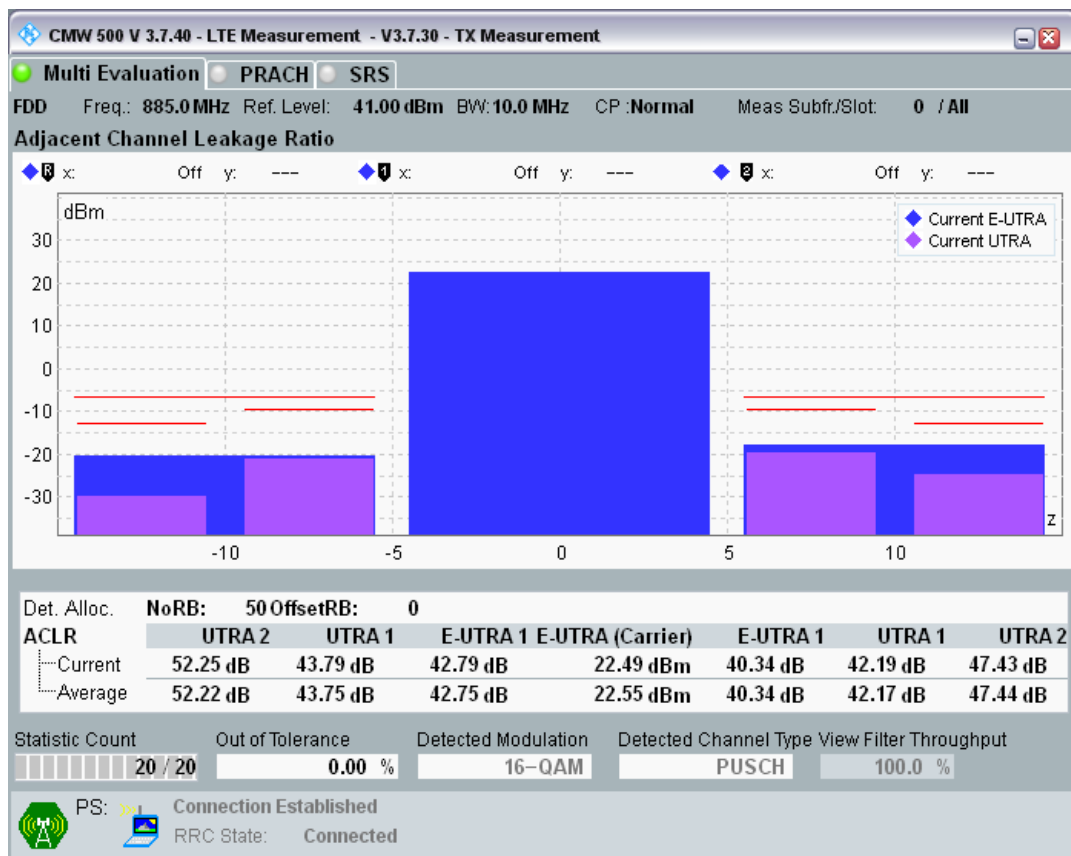 CMW 500 V 3.7.40 - LTE Measurement - V3.7.30 - TX Measurement
Multi Evaluation PRACH SRS
FDD Freq.: 885.0 MHz Ref. Level: 41.00 dBm BW: 10.0 MHz CP :Normal Meas Subfr./Slot: 0 / All
Adjacent Channel Leakage Ratio
R x: Off y: --- 1 x: Off y: --- 2 x: Off y: ---
dBm
Current E-UTRA
Current UTRA
30
20
10
0
-10
-20
-30
z
-10 -5 0 5 10
Det. Alloc. NoRB: 50 OffsetRB: 0
ACLR UTRA 2 UTRA 1 E-UTRA 1 E-UTRA (Carrier) E-UTRA 1 UTRA 1 UTRA 2
Current 52.25 dB 43.79 dB 42.79 dB 22.49 dBm 40.34 dB 42.19 dB 47.43 dB
Average 52.22 dB 43.75 dB 42.75 dB 22.55 dBm 40.34 dB 42.17 dB 47.44 dB
Statistic Count Out of Tolerance Detected Modulation Detected Channel Type View Filter Throughput
20 / 20 0.00 % 16-QAM PUSCH 100.0 %
PS: Connection Established
RRC State: Connected